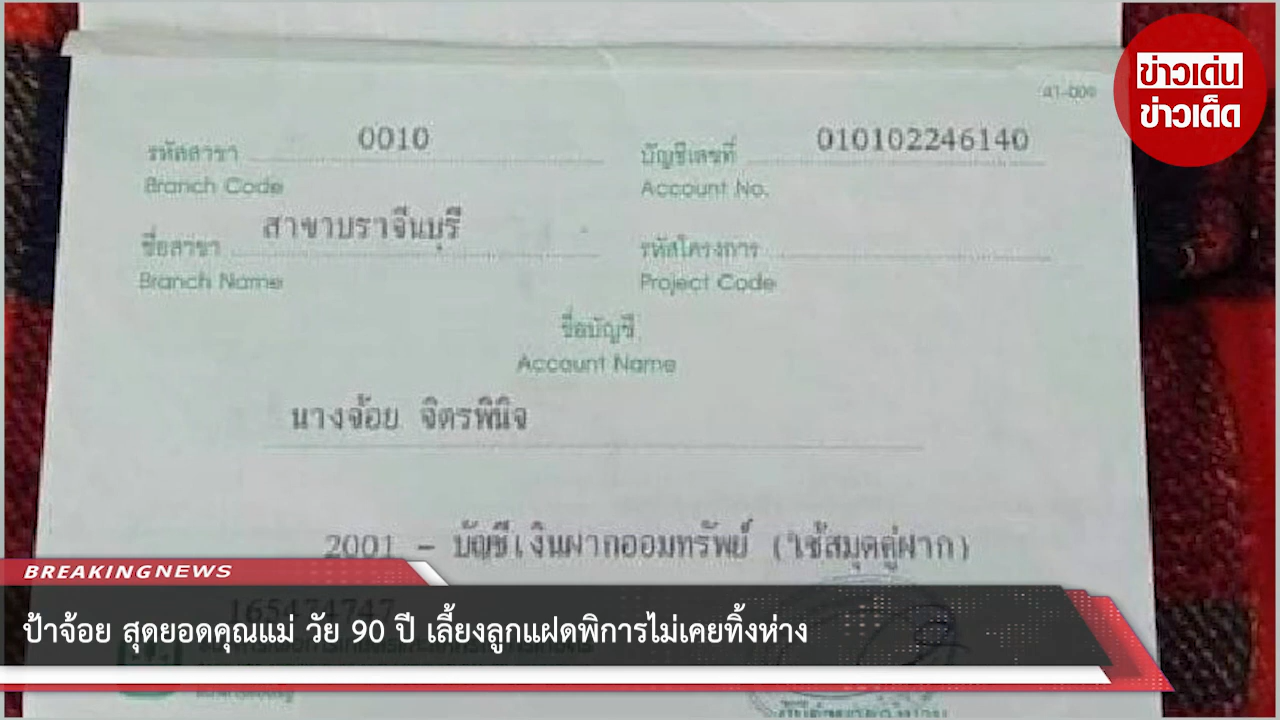 ข่าวเด่น
ข่าวเด็ด
41-009
รหัสสาขา 0010
Branch Code
บัญชีเลขที่ 010102246140
Account No.
ชื่อสาขา สาขาปราจีนบุรี
Branch Name
รหัสโครงการ
Project Code
ชื่อบัญชี
Account Name
นางจ้อย จิตรพินิจ
2001 - บัญชีเงินฝากออมทรัพย์ (ใช้สมุดคู่ฝาก)
BREAKING NEWS
165474747
ป้าจ้อย สุดยอดคุณแม่ วัย 90 ปี เลี้ยงลูกแฝดพิการไม่เคยทิ้งห่าง